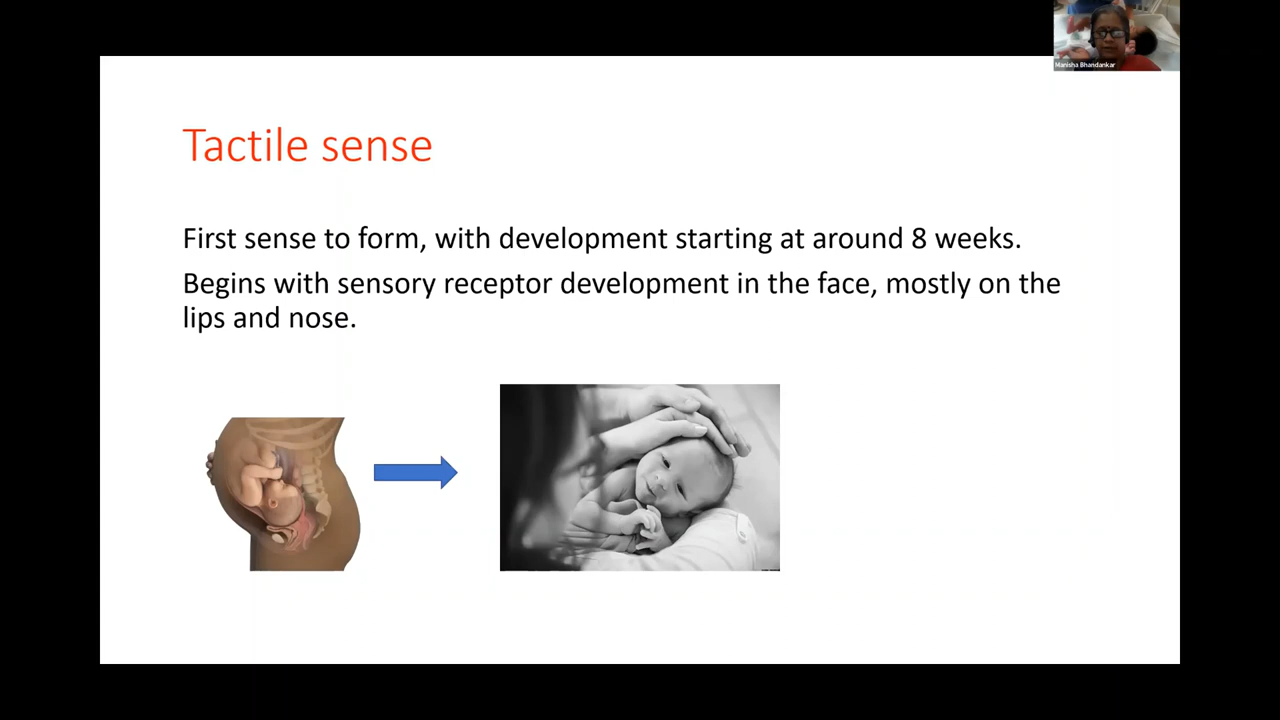 Manisha Bhandankar
Tactile sense
First sense to form, with development starting at around 8 weeks.
Begins with sensory receptor development in the face, mostly on the
lips and nose.